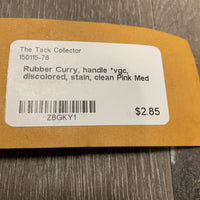 The Tack Collector
150115-78
Rubber Curry, handle *vgc,
discolored, stain, clean Pink Med
$2.85
ZBGKY1